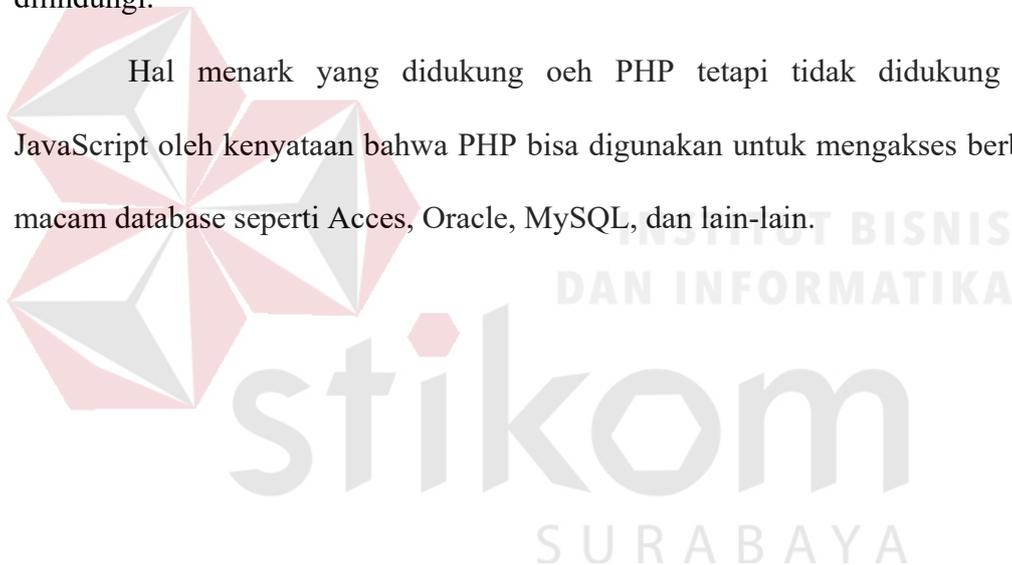 dilindungi.
Hal menark yang didukung oeh PHP tetapi tidak didukung
JavaScript oleh kenyataan bahwa PHP bisa digunakan untuk mengakses
macam database seperti Acces, Oracle, MySQL, dan lain-lain.
INSTITUT BISNIS
DAN INFORMATIKA
stikom
SURABAYA